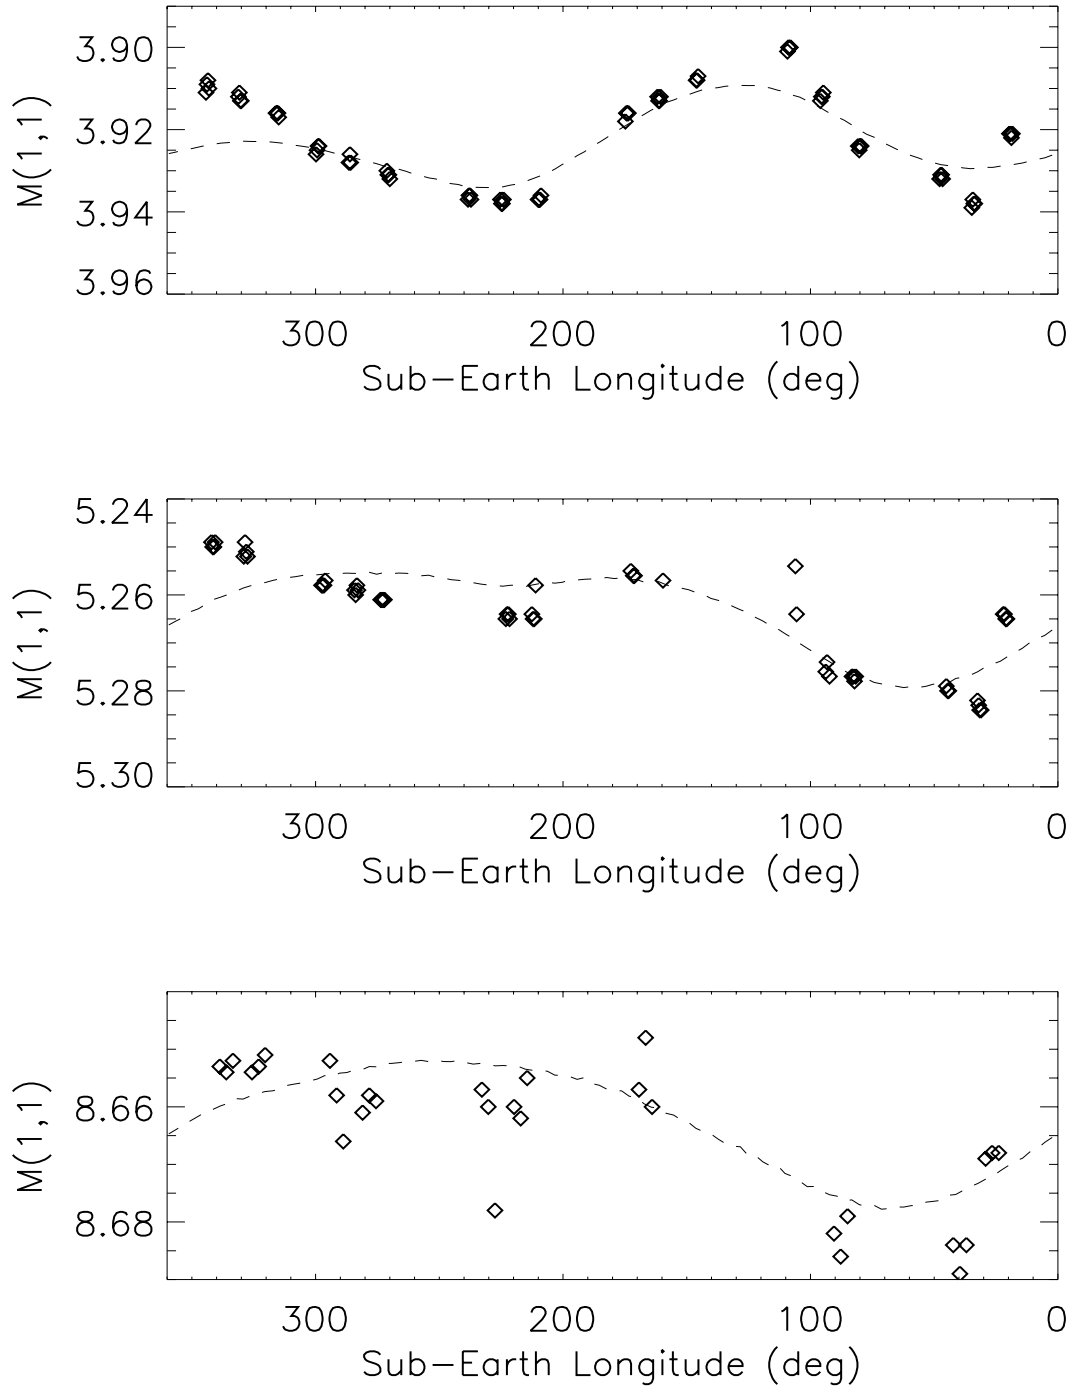 3.90
3.92
3.94
3.96
M(1,1)
300 200 100 0
Sub-Earth Longitude (deg)
5.24
5.26
5.28
5.30
M(1,1)
300 200 100 0
Sub-Earth Longitude (deg)
8.66
8.68
M(1,1)
300 200 100 0
Sub-Earth Longitude (deg)